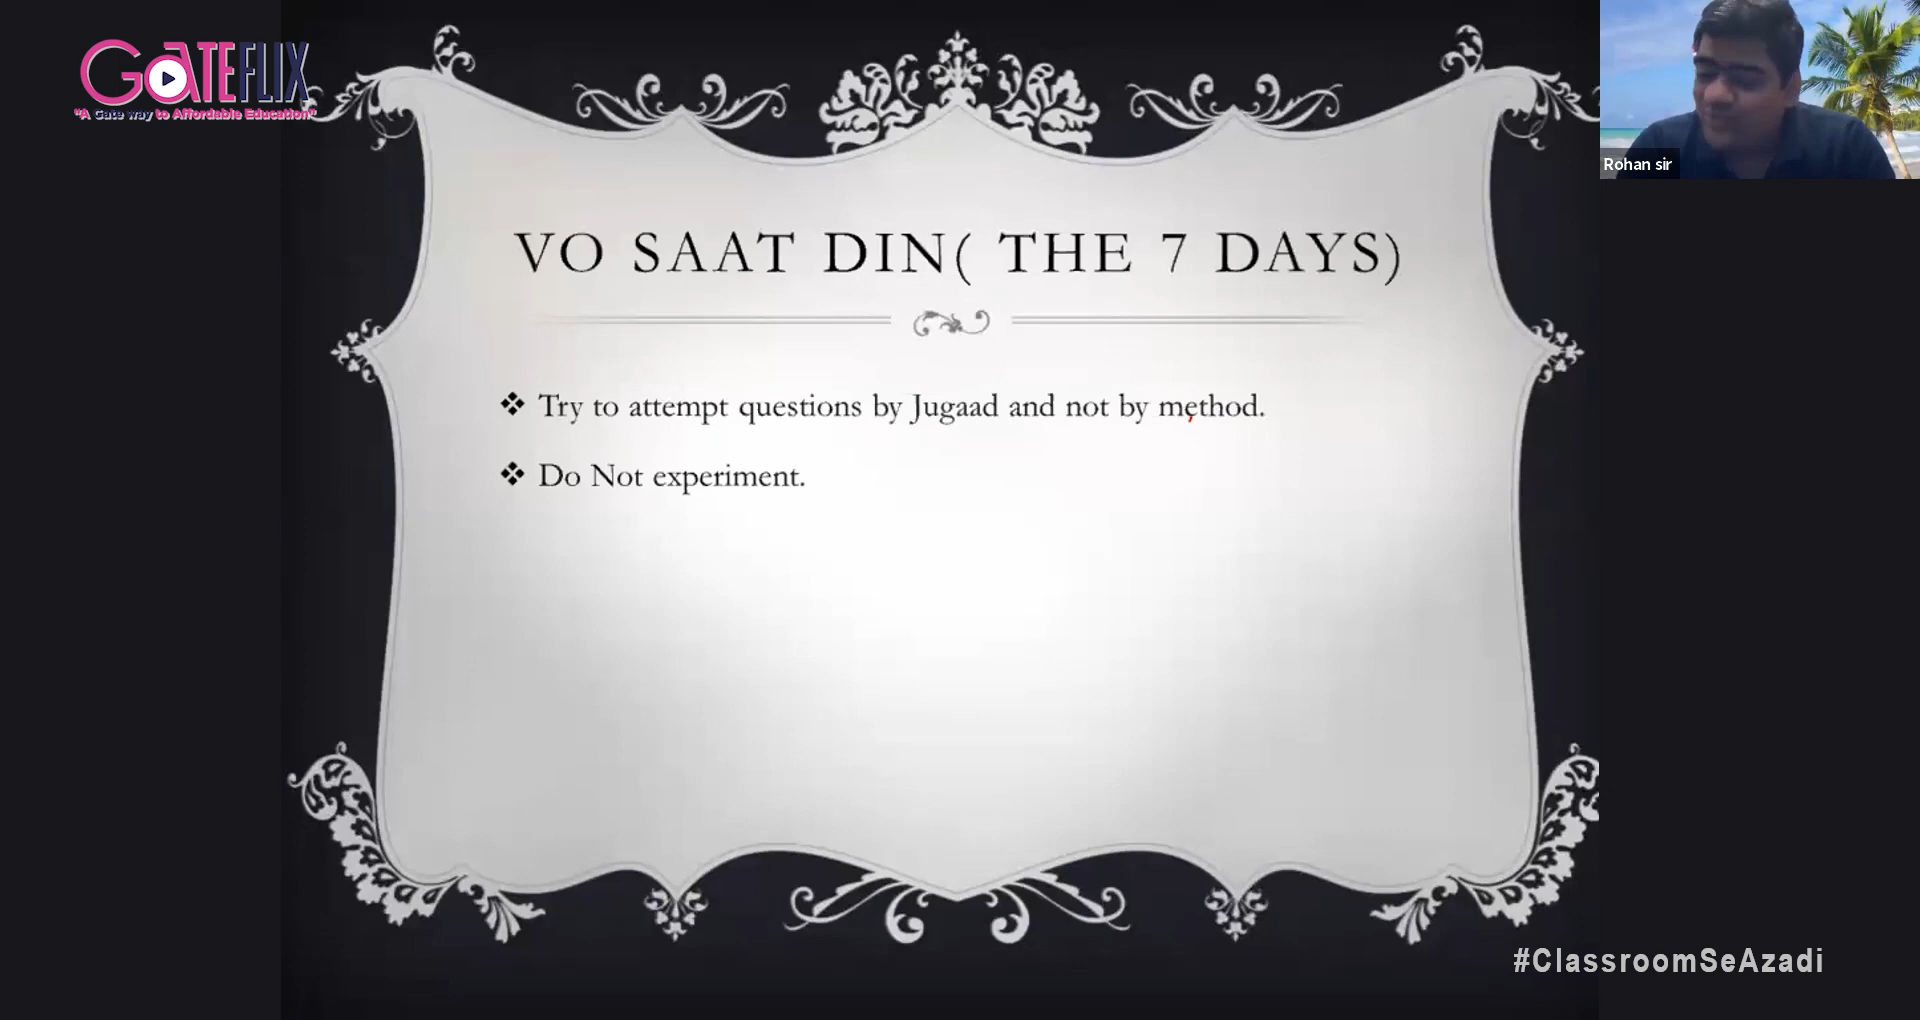 GATEFLIX
"A Gate way to Affordable Education"
Rohan sir
VO SAAT DIN( THE 7 DAYS)
Try to attempt questions by Jugaad and not by method.
Do Not experiment.
#ClassroomSeAzadi